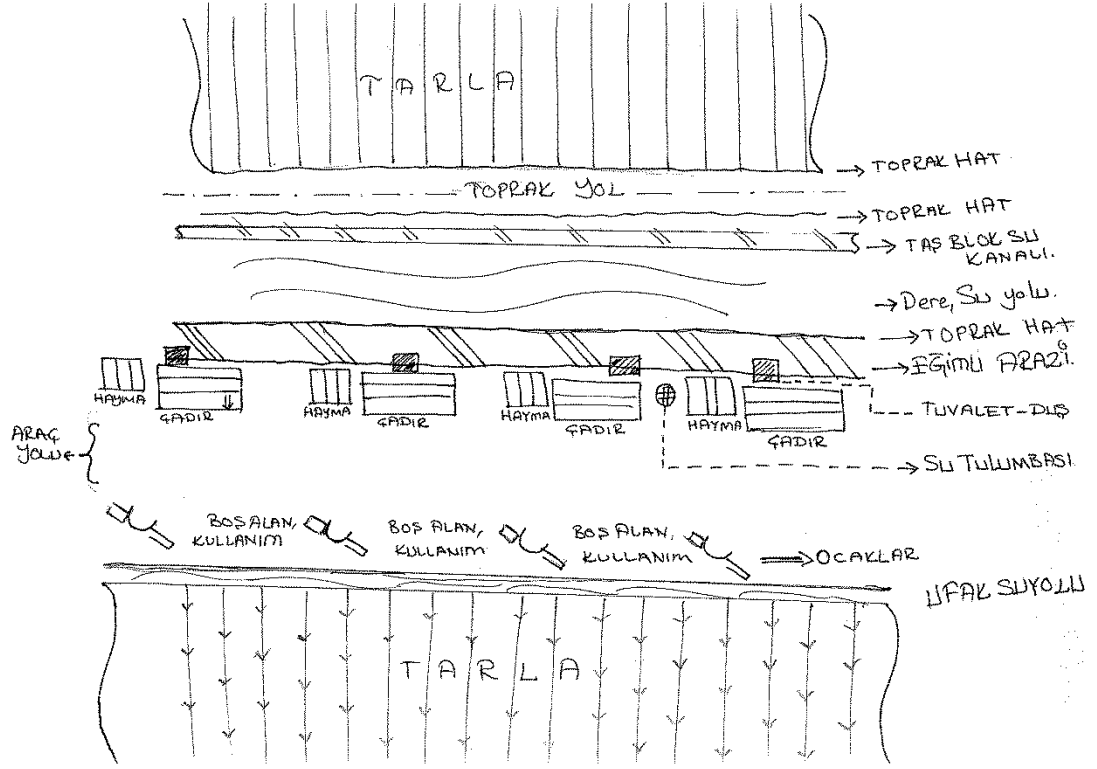 TARLA
TOPRAK HAT
TOPRAK YOL
TOPRAK HAT
TAŞ BLOK SU
KANALI.
Dere, Su yolu.
TOPRAK HAT
EĞİMLİ ARAZİ.
HAYMA
ÇADIR
HAYMA
ÇADIR
HAYMA
ÇADIR
HAYMA
ÇADIR
TUVALET-DUŞ
ARAÇ
YOLU
SU TULUMBASI
BOŞ ALAN,
KULLANIM
BOŞ ALAN,
KULLANIM
BOŞ ALAN,
KULLANIM
OCAKLAR
UFAK SUYOLU
TARLA